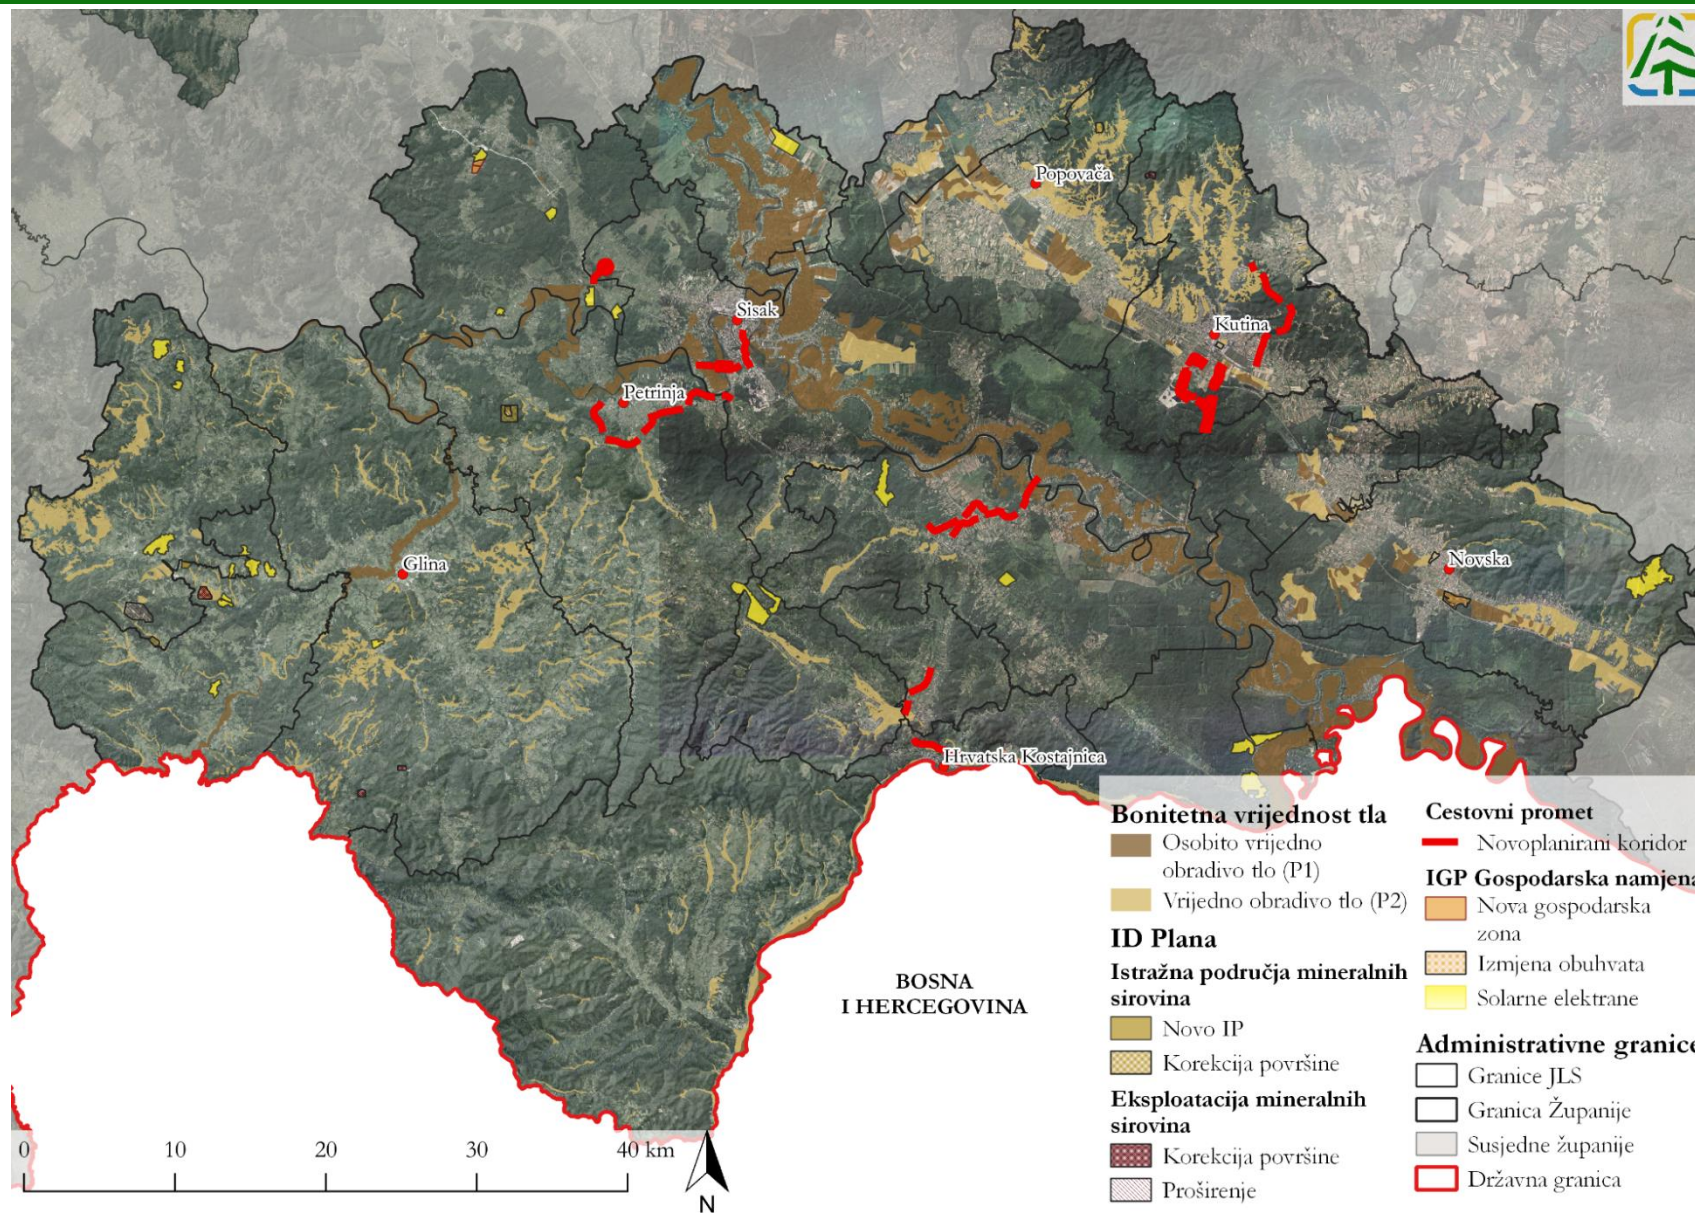 Popovača
Sisak
Kutina
Petrinja
Glina
Novska
Hrvatska Kostajnica
BOSNA
I HERCEGOVINA
0 10 20 30 40 km
N
Bonitetna vrijednost tla
Osobito vrijedno
obradivo tlo (P1)
Vrijedno obradivo tlo (P2)
ID Plana
Istražna područja mineralnih
sirovina
Novo IP
Korekcija površine
Eksploatacija mineralnih
sirovina
Korekcija površine
Proširenje
Cestovni promet
Novoplanirani koridor
IGP Gospodarska namjena
Nova gospodarska
zona
Izmjena obuhvata
Solarne elektrane
Administrativne granice
Granice JLS
Granica Županije
Susjedne županije
Državna granica